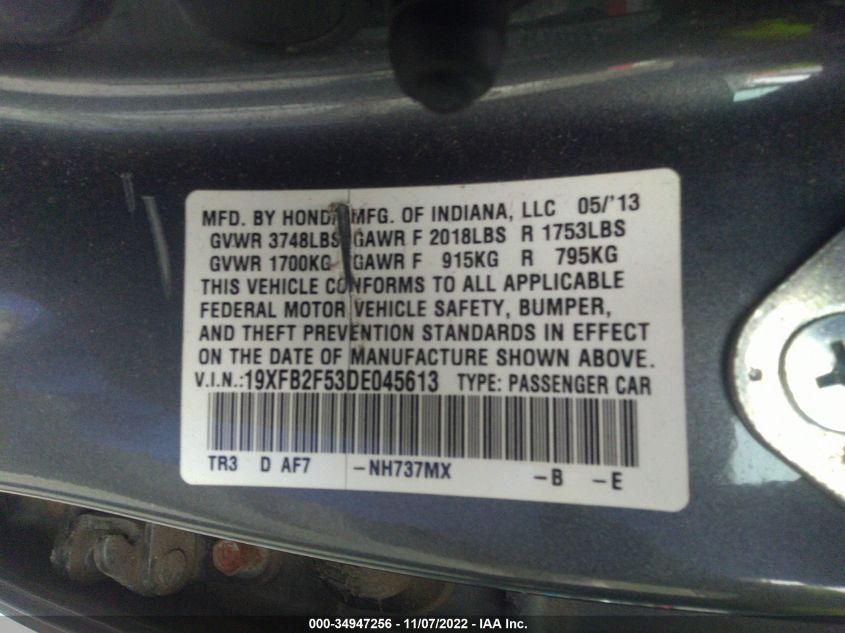 MFD. BY HONDA MFG. OF INDIANA, LLC 05/'13
GVWR 3748LBS GAWR F 2018LBS R 1753LBS
GVWR 1700KG GAWR F 915KG R 795KG
THIS VEHICLE CONFORMS TO ALL APPLICABLE
FEDERAL MOTOR VEHICLE SAFETY, BUMPER,
AND THEFT PREVENTION STANDARDS IN EFFECT
ON THE DATE OF MANUFACTURE SHOWN ABOVE.
V.I.N.:19XFB2F53DE045613 TYPE: PASSENGER CAR
TR3 D AF7 -NH737MX -B -E
000-34947256 - 11/07/2022 - IAA Inc.